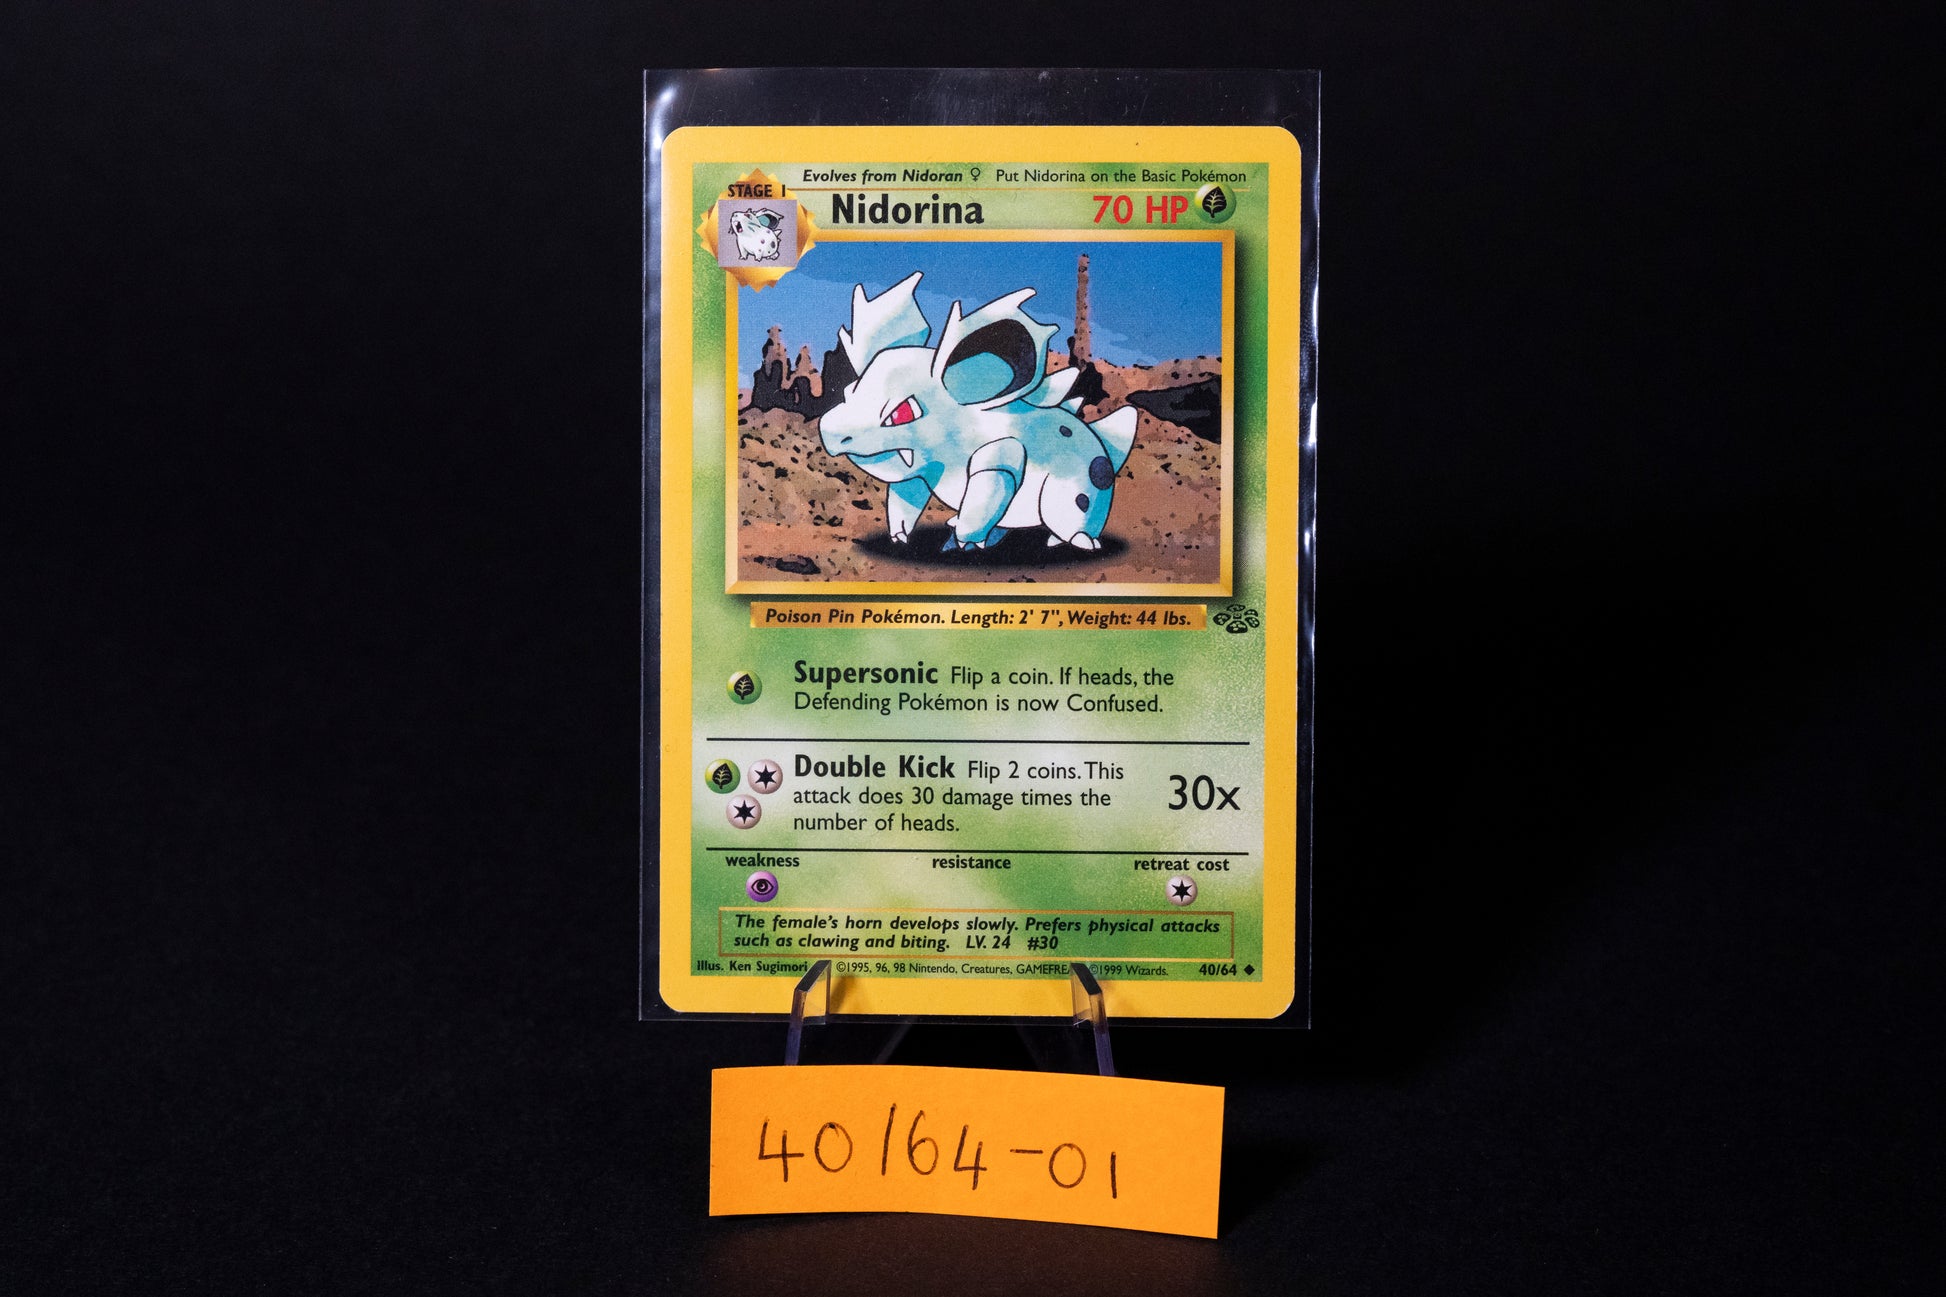 Evolves from Nidoran ♀ Put Nidorina on the Basic Pokémon
STAGE 1
Nidorina 70 HP
Poison Pin Pokémon. Length: 2' 7", Weight: 44 lbs.
Supersonic Flip a coin. If heads, the
Defending Pokémon is now Confused.
Double Kick Flip 2 coins. This
attack does 30 damage times the
number of heads.
30x
weakness resistance retreat cost
The female's horn develops slowly. Prefers physical attacks
such as clawing and biting. LV. 24 #30
Illus. Ken Sugimori ©1995, 96, 98 Nintendo, Creatures, GAMEFREA ©1999 Wizards. 40/64 ◆
40/64-01